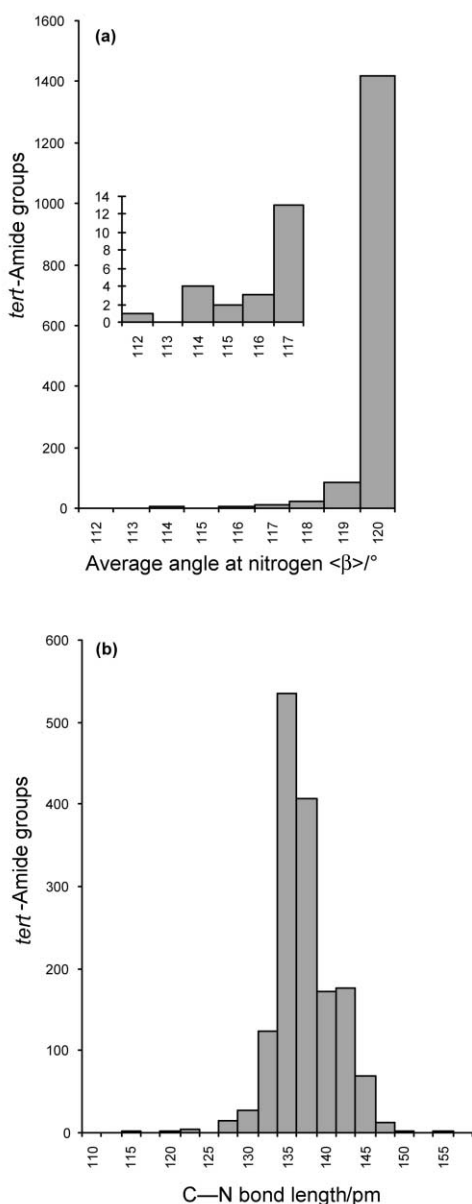 (a)
1600
1400
1200
1000
800
600
400
200
0
tert-Amide groups
14
12
10
8
6
4
2
0
112 113 114 115 116 117
112 113 114 115 116 117 118 119 120
Average angle at nitrogen <β>/°
(b)
600
500
400
300
200
100
0
tert-Amide groups
110 115 120 125 130 135 140 145 150 155
C—N bond length/pm